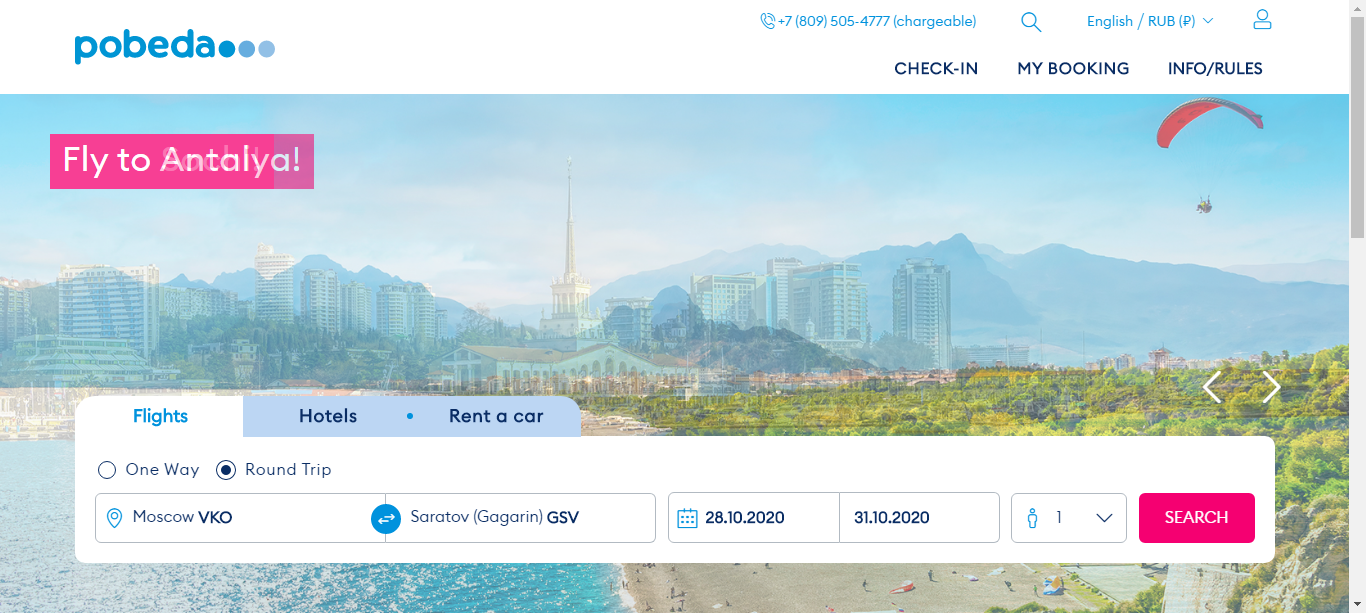 +7 (809) 505-4777 (chargeable) English / RUB (₽)
pobeda
CHECK-IN MY BOOKING INFO/RULES
Fly to Antalya!
Flights Hotels Rent a car
One Way Round Trip
Moscow VKO Saratov (Gagarin) GSV 28.10.2020 31.10.2020 1 SEARCH